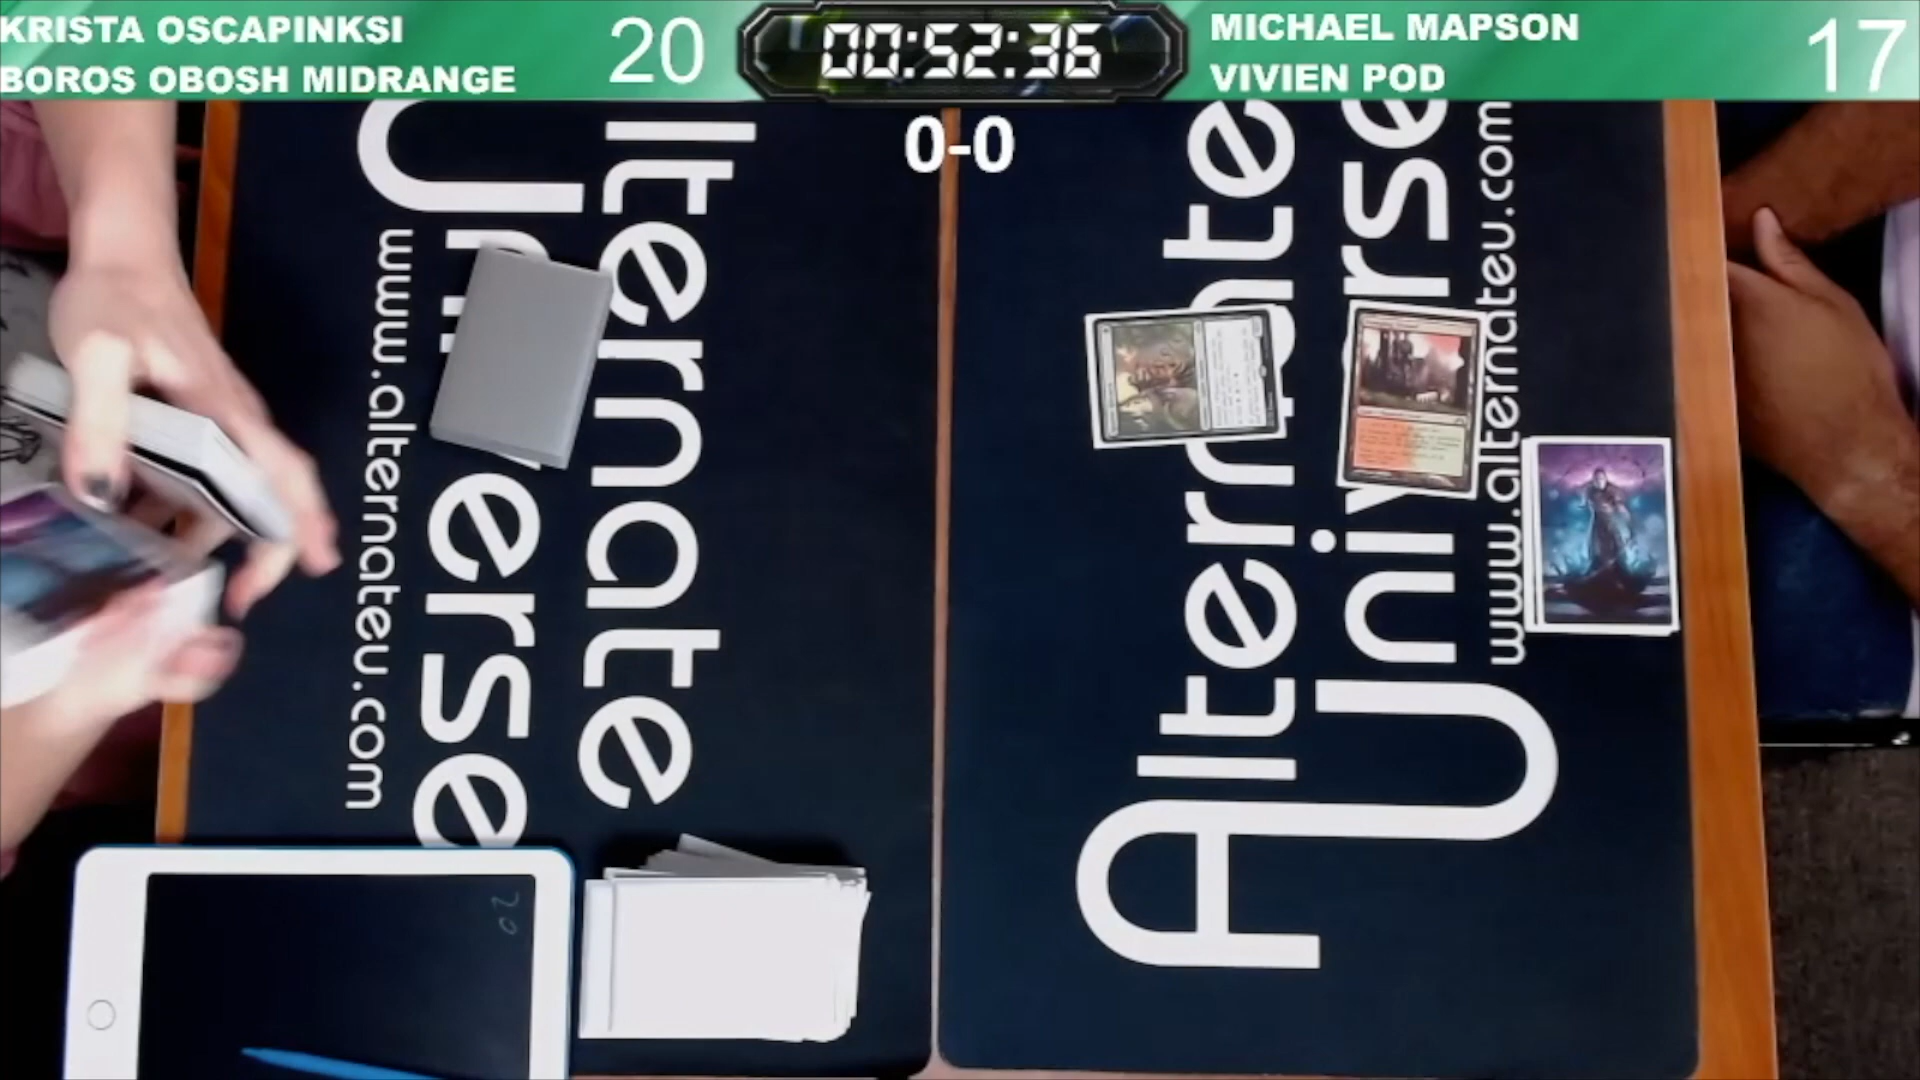 KRISTA OSCAPINKSI
BOROS OBOSH MIDRANGE
20
00:52:36
MICHAEL MAPSON
VIVIEN POD
17
0-0
Alternate
Universe
www.alternateu.com
Alternate
Universe
www.alternateu.com
20